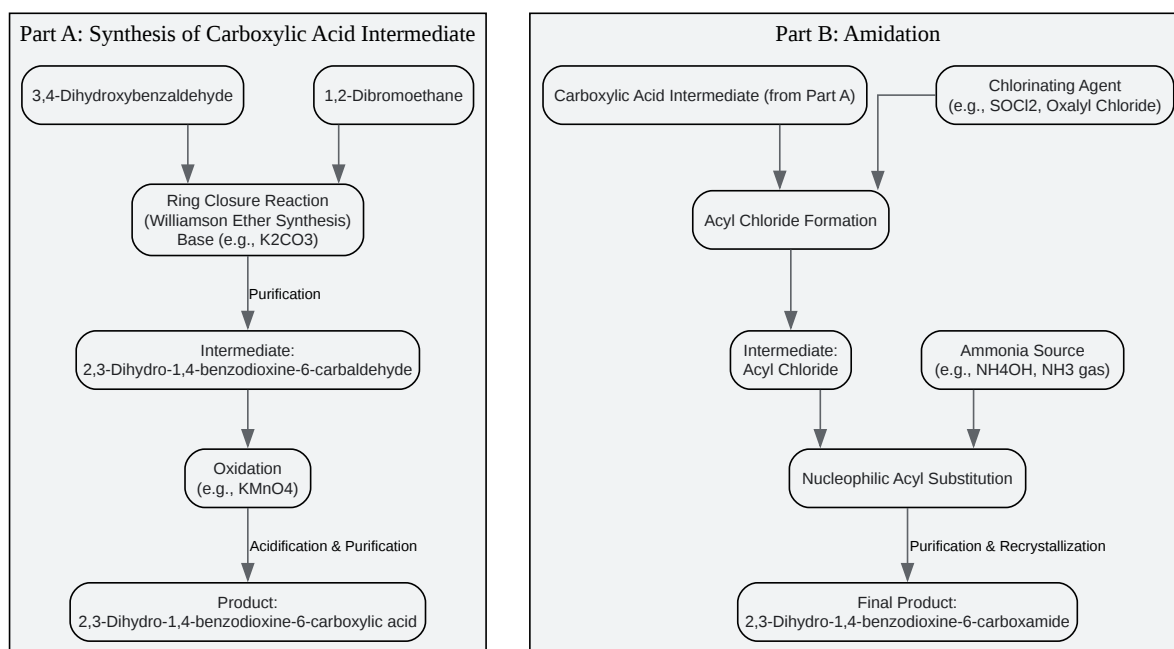 Part A: Synthesis of Carboxylic Acid Intermediate
3,4-Dihydroxybenzaldehyde
1,2-Dibromoethane
Ring Closure Reaction
(Williamson Ether Synthesis)
Base (e.g., K2CO3)
Purification
Intermediate:
2,3-Dihydro-1,4-benzodioxine-6-carbaldehyde
Oxidation
(e.g., KMnO4)
Acidification & Purification
Product:
2,3-Dihydro-1,4-benzodioxine-6-carboxylic acid
Part B: Amidation
Carboxylic Acid Intermediate (from Part A)
Chlorinating Agent
(e.g., SOCl2, Oxalyl Chloride)
Acyl Chloride Formation
Intermediate:
Acyl Chloride
Ammonia Source
(e.g., NH4OH, NH3 gas)
Nucleophilic Acyl Substitution
Purification & Recrystallization
Final Product:
2,3-Dihydro-1,4-benzodioxine-6-carboxamide